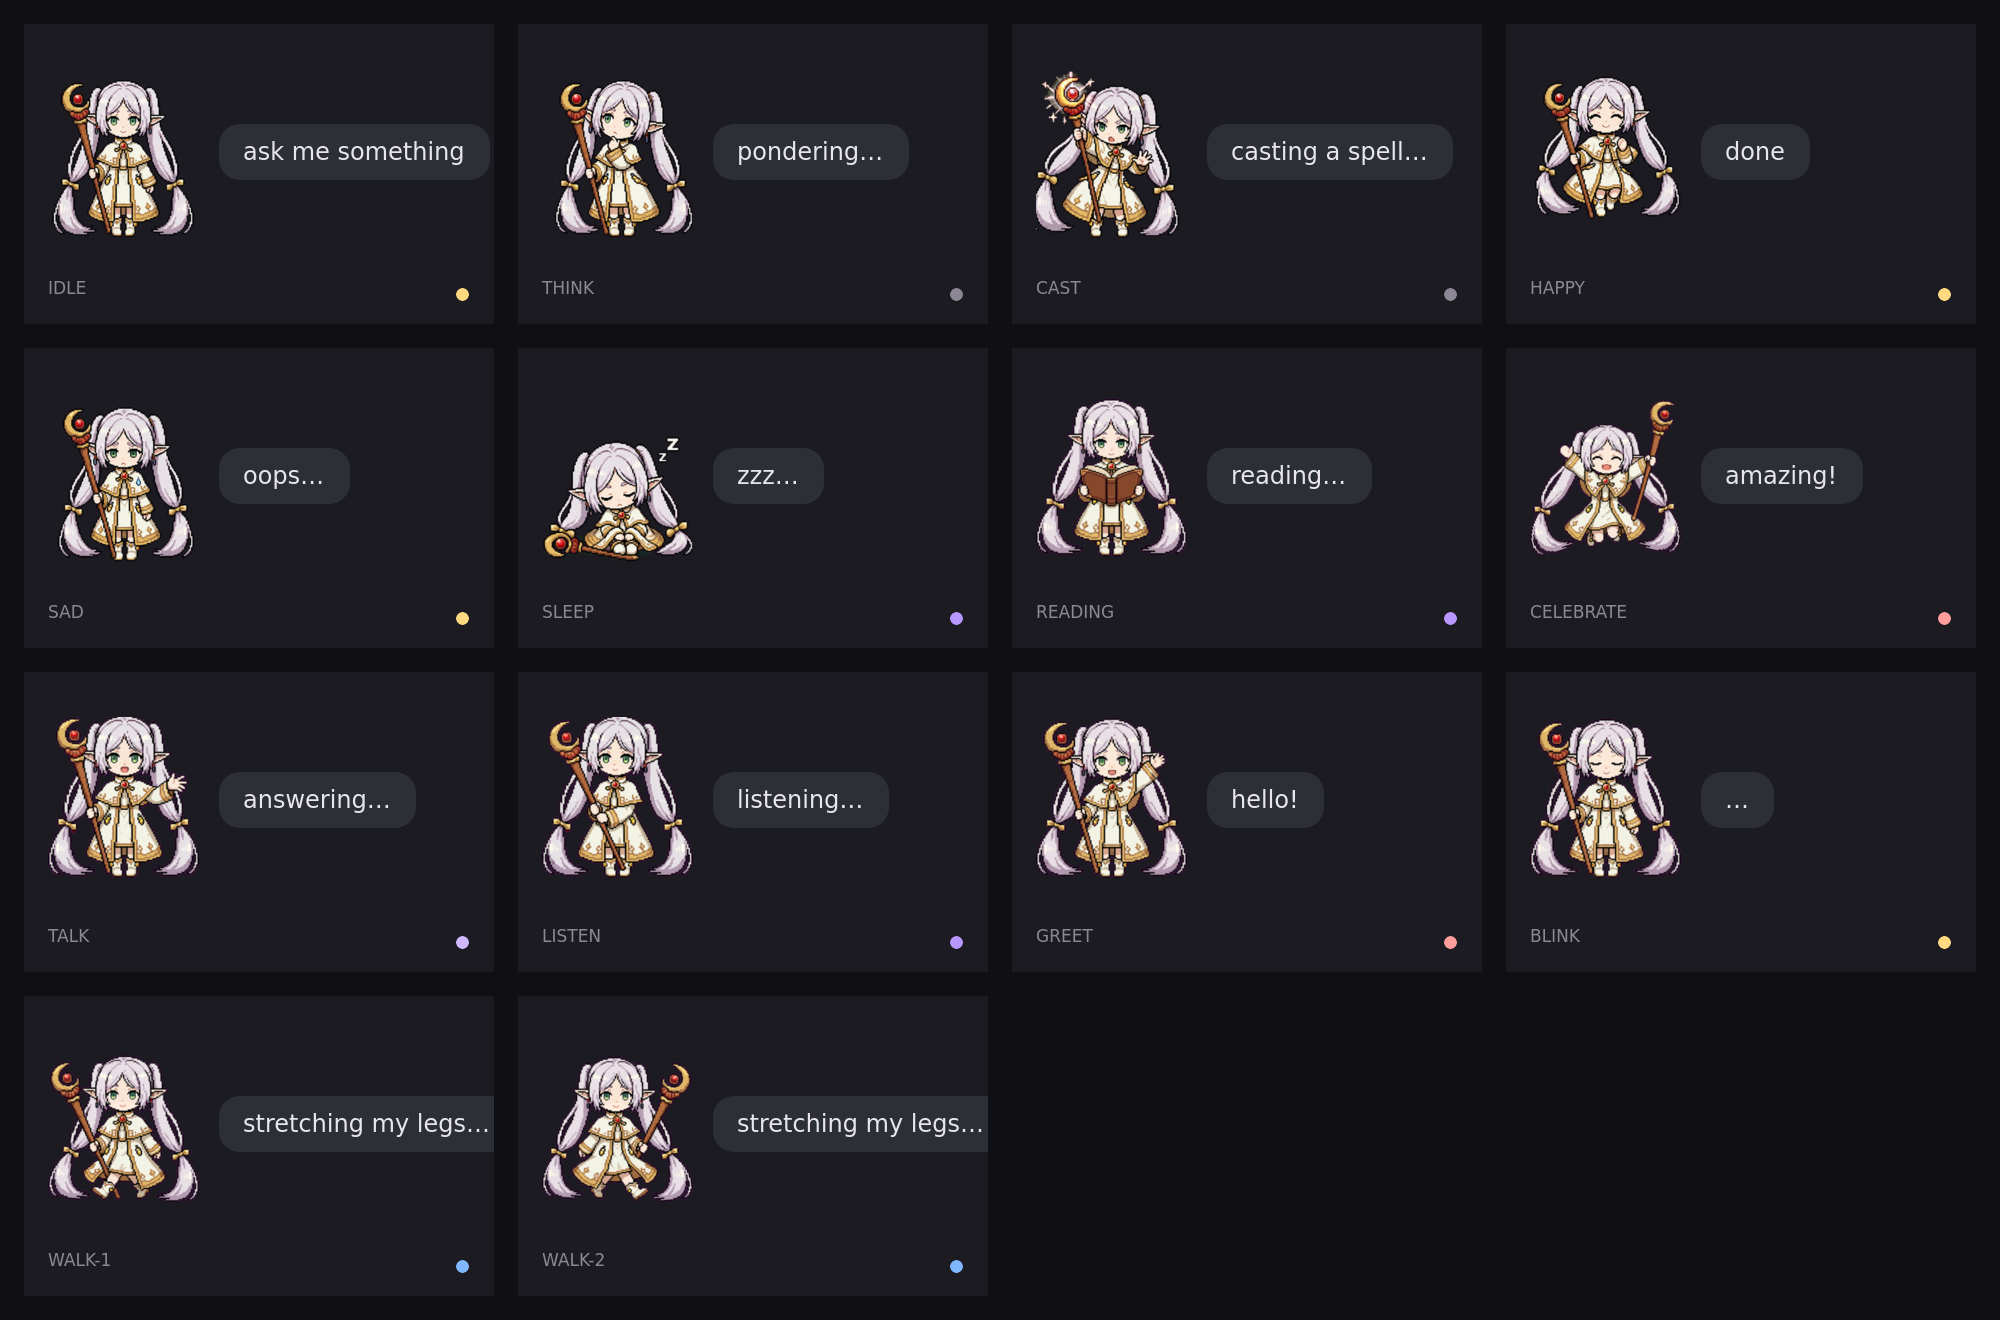 ask me something
pondering...
casting a spell...
done
IDLE
THINK
CAST
HAPPY
z
z
oops...
zzz...
reading...
amazing!
SAD
SLEEP
READING
CELEBRATE
answering...
listening...
hello!
...
TALK
LISTEN
GREET
BLINK
stretching my legs...
stretching my legs...
WALK-1
WALK-2